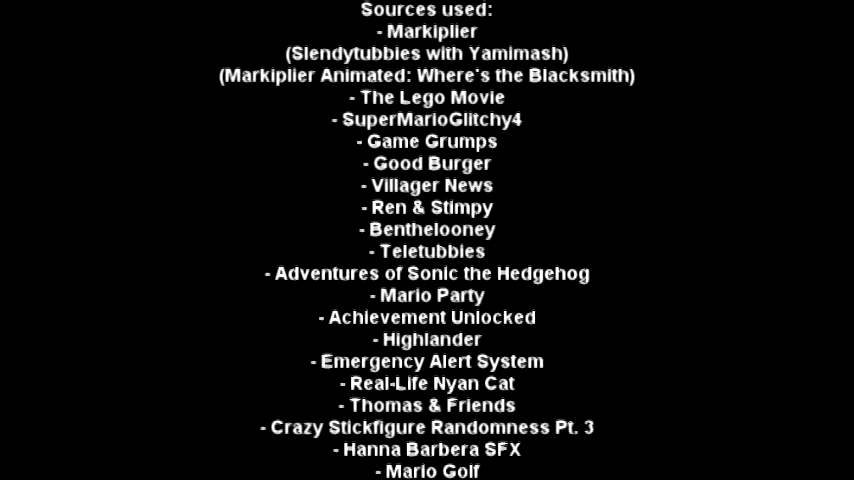 Sources used:
- Markiplier
(Slendytubbies with Yamimash)
(Markiplier Animated: Where's the Blacksmith)
- The Lego Movie
- SuperMarioGlitchy4
- Game Grumps
- Good Burger
- Villager News
- Ren & Stimpy
- Benthelooney
- Teletubbies
- Adventures of Sonic the Hedgehog
- Mario Party
- Achievement Unlocked
- Highlander
- Emergency Alert System
- Real-Life Nyan Cat
- Thomas & Friends
- Crazy Stickfigure Randomness Pt. 3
- Hanna Barbera SFX
- Mario Golf